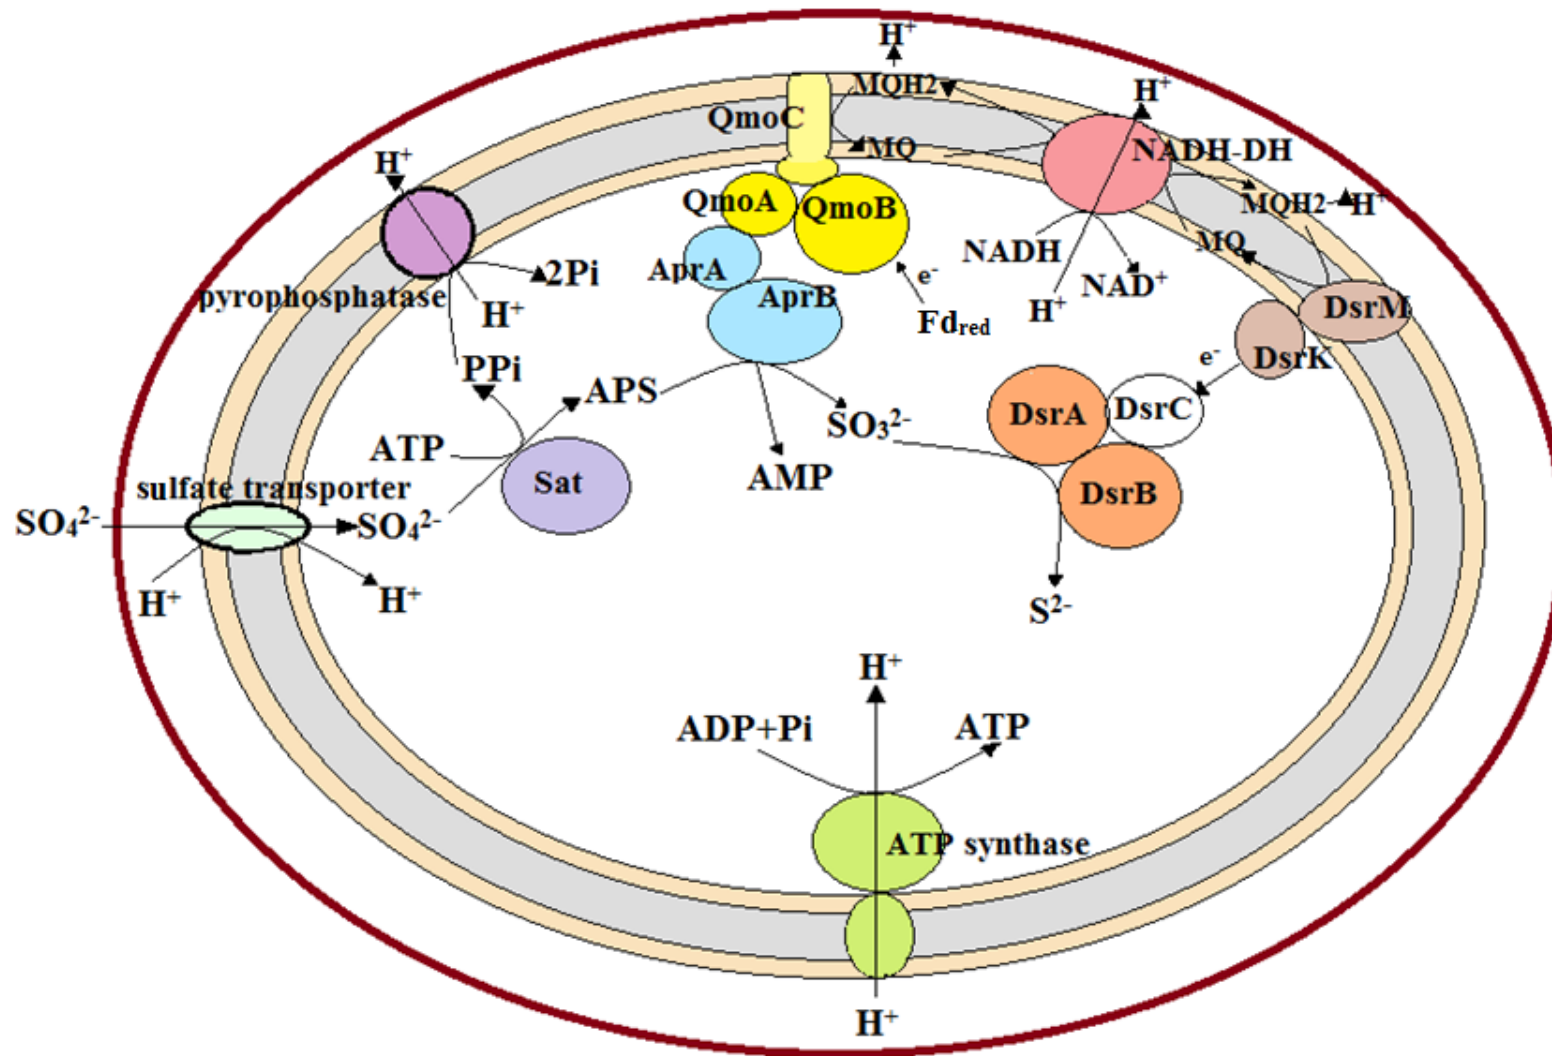 H⁺
MQH2
H⁺
QmoC
MQ
NADH-DH
H⁺
QmoA
QmoB
MQH2
H⁺
NADH
MQ
AprA
e⁻
2Pi
NAD⁺
pyrophosphatase
AprB
H⁺
H⁺
Fdred
DsrM
PPi
e⁻
DsrK
APS
DsrA
DsrC
SO₃²⁻
ATP
AMP
Sat
DsrB
sulfate transporter
SO₄²⁻
SO₄²⁻
H⁺
H⁺
S²⁻
H⁺
ADP+Pi
ATP
ATP synthase
H⁺